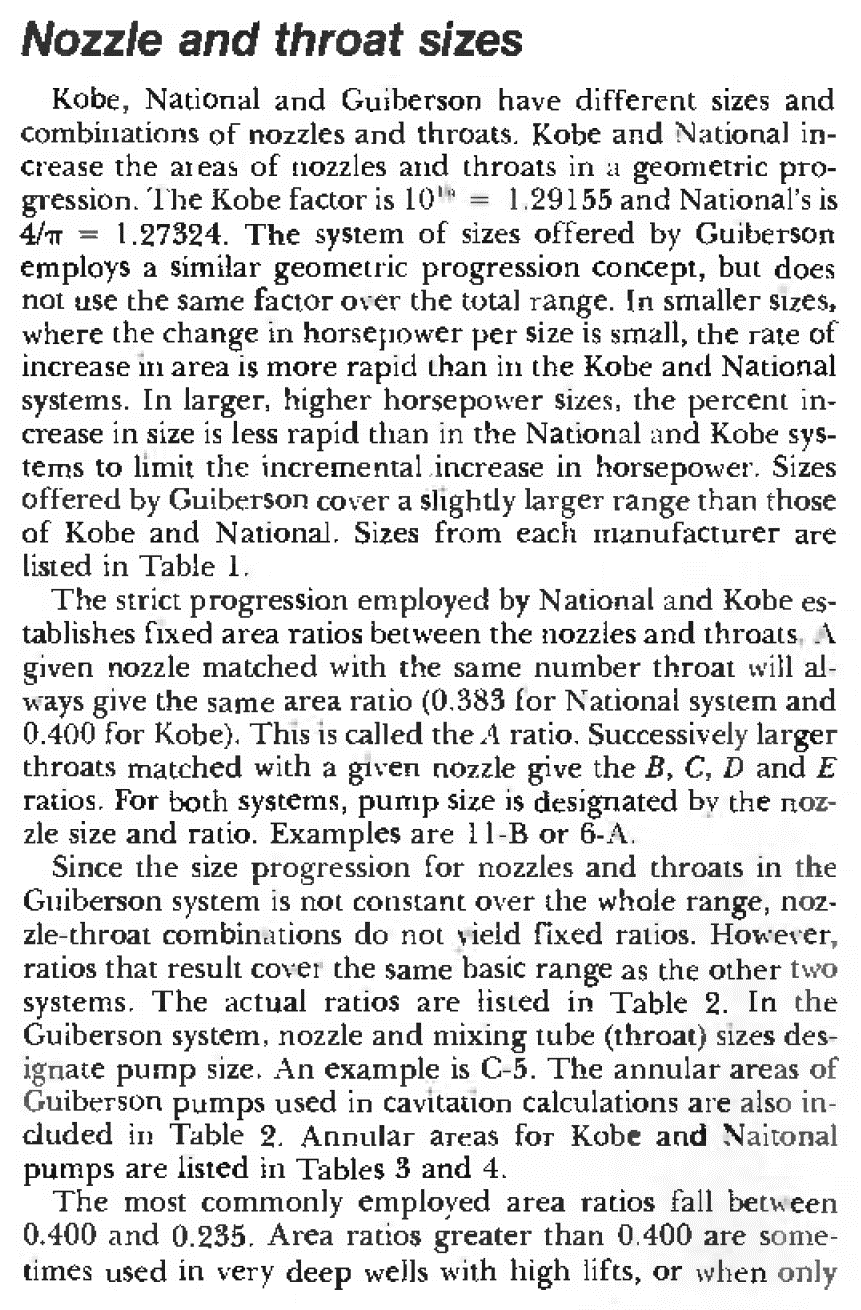 Nozzle and throat sizes
Kobe, National and Guiberson have different sizes and
combinations of nozzles and throats. Kobe and National in-
crease the areas of nozzles and throats in a geometric pro-
gression. The Kobe factor is 10 = 1.29155 and National's is
4/π = 1.27324. The system of sizes offered by Guiberson
employs a similar geometric progression concept, but does
not use the same factor over the total range. In smaller sizes,
where the change in horsepower per size is small, the rate of
increase in area is more rapid than in the Kobe and National
systems. In larger, higher horsepower sizes, the percent in-
crease in size is less rapid than in the National and Kobe sys-
tems to limit the incremental increase in horsepower. Sizes
offered by Guiberson cover a slightly larger range than those
of Kobe and National. Sizes from each manufacturer are
listed in Table 1.
The strict progression employed by National and Kobe es-
tablishes fixed area ratios between the nozzles and throats. A
given nozzle matched with the same number throat will al-
ways give the same area ratio (0.383 for National system and
0.400 for Kobe). This is called the A ratio. Successively larger
throats matched with a given nozzle give the B, C, D and E
ratios. For both systems, pump size is designated by the noz-
zle size and ratio. Examples are 11-B or 6-A.
Since the size progression for nozzles and throats in the
Guiberson system is not constant over the whole range, noz-
zle-throat combinations do not yield fixed ratios. However,
ratios that result cover the same basic range as the other two
systems. The actual ratios are listed in Table 2. In the
Guiberson system, nozzle and mixing tube (throat) sizes des-
ignate pump size. An example is C-5. The annular areas of
Guiberson pumps used in cavitation calculations are also in-
cluded in Table 2. Annular areas for Kobe and Naitonal
pumps are listed in Tables 3 and 4.
The most commonly employed area ratios fall between
0.400 and 0.235. Area ratios greater than 0.400 are some-
times used in very deep wells with high lifts, or when only